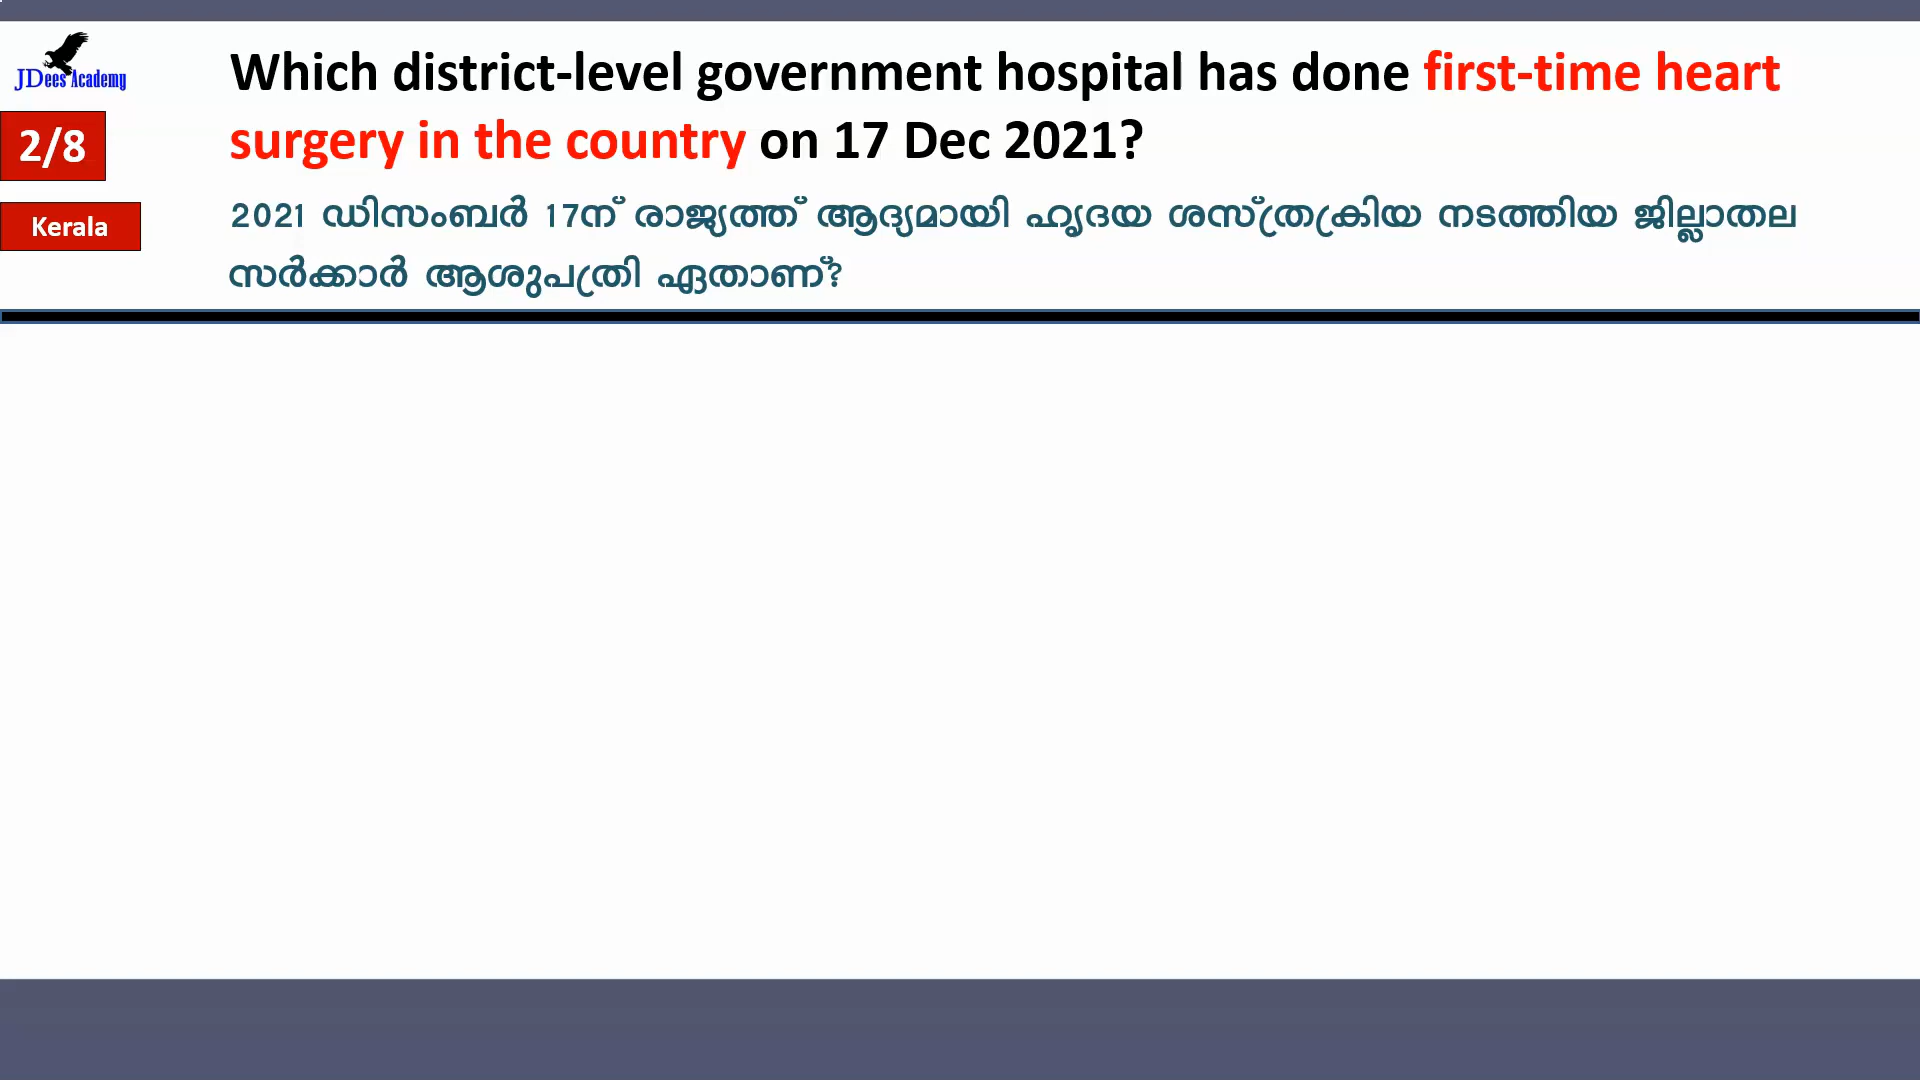 JDees Academy
Which district-level government hospital has done first-time heart
surgery in the country on 17 Dec 2021?
2/8
Kerala
2021 ഡിസംബർ 17ന് രാജ്യത്ത് ആദ്യമായി ഹൃദയ ശസ്ത്രക്രിയ നടത്തിയ ജില്ലാതല
സർക്കാർ ആശുപത്രി ഏതാണ്?